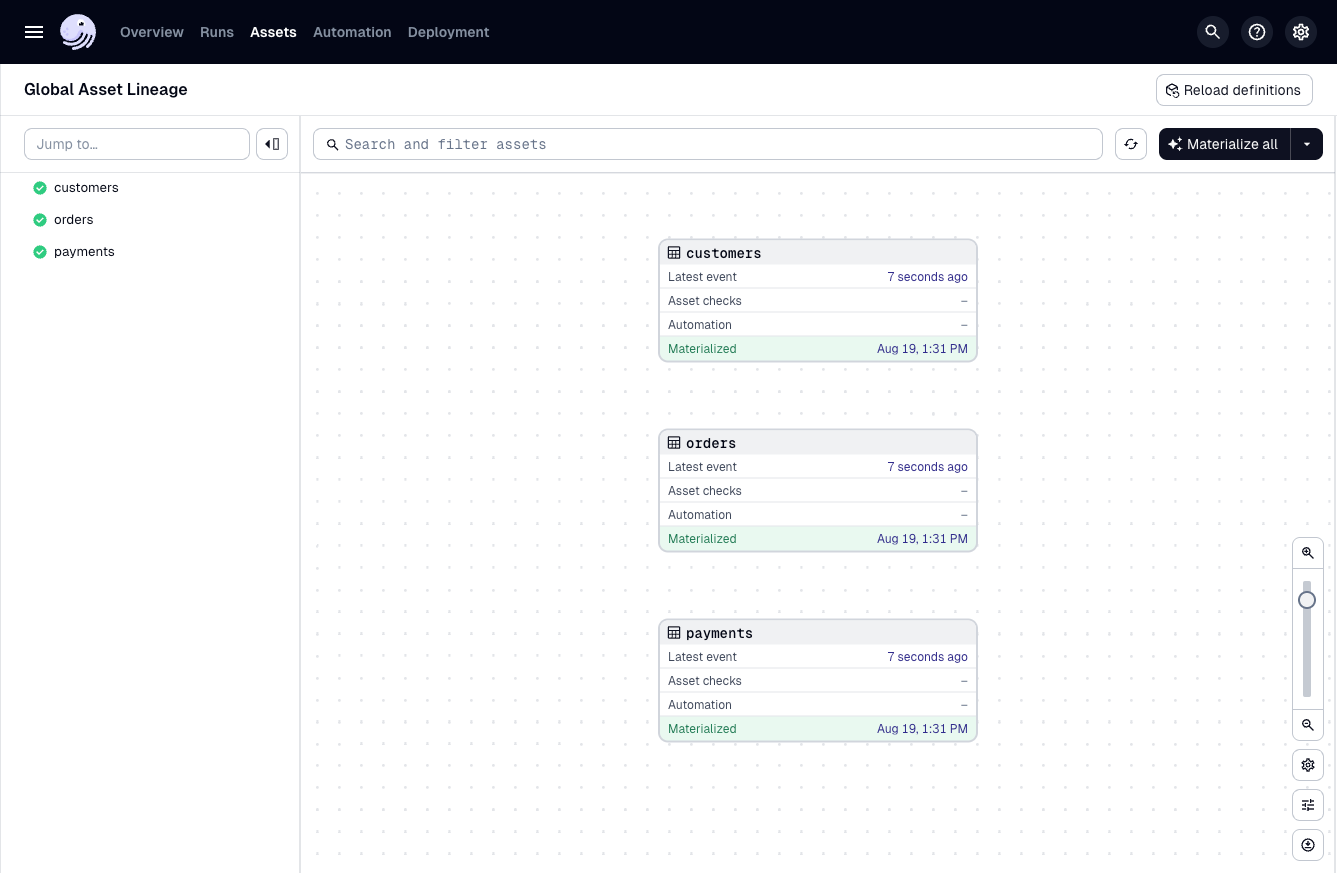 Overview Runs Assets Automation Deployment
Global Asset Lineage
Reload definitions
Jump to…
Search and filter assets
Materialize all
customers
orders
payments
customers
Latest event 7 seconds ago
Asset checks –
Automation –
Materialized Aug 19, 1:31 PM
orders
Latest event 7 seconds ago
Asset checks –
Automation –
Materialized Aug 19, 1:31 PM
payments
Latest event 7 seconds ago
Asset checks –
Automation –
Materialized Aug 19, 1:31 PM